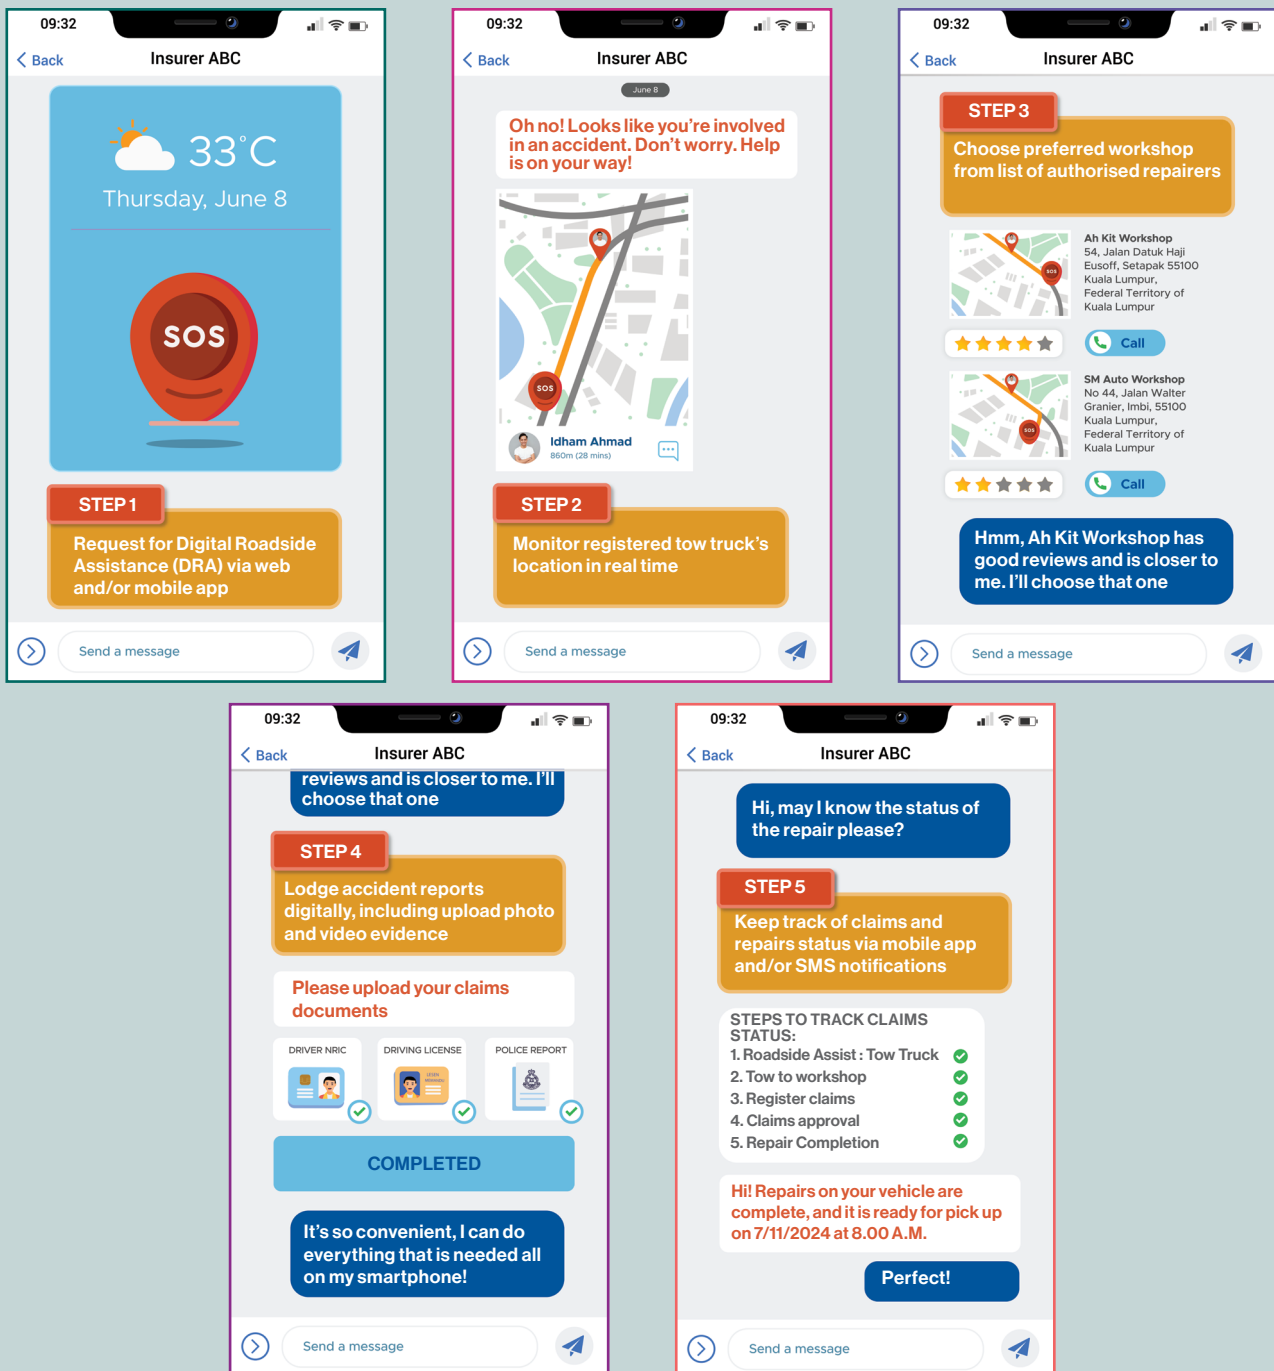 09:32
Back
Insurer ABC
33°C
Thursday, June 8
SOS
STEP 1
Request for Digital Roadside
Assistance (DRA) via web
and/or mobile app
Send a message
09:32
Back
Insurer ABC
June 8
Oh no! Looks like you're involved
in an accident. Don't worry. Help
is on your way!
SOS
Idham Ahmad
860m (28 mins)
STEP 2
Monitor registered tow truck's
location in real time
Send a message
09:32
Back
Insurer ABC
STEP 3
Choose preferred workshop
from list of authorised repairers
SOS
Ah Kit Workshop
54, Jalan Datuk Haji
Eusoff, Setapak 55100
Kuala Lumpur,
Federal Territory of
Kuala Lumpur
Call
SOS
SM Auto Workshop
No 44, Jalan Walter
Granier, Imbi, 55100
Kuala Lumpur,
Federal Territory of
Kuala Lumpur
Call
Hmm, Ah Kit Workshop has
good reviews and is closer to
me. I'll choose that one
Send a message
09:32
Back
Insurer ABC
reviews and is closer to me. I'll
choose that one
STEP 4
Lodge accident reports
digitally, including upload photo
and video evidence
Please upload your claims
documents
DRIVER NRIC
DRIVING LICENSE
POLICE REPORT
COMPLETED
It's so convenient, I can do
everything that is needed all
on my smartphone!
Send a message
09:32
Back
Insurer ABC
Hi, may I know the status of
the repair please?
STEP 5
Keep track of claims and
repairs status via mobile app
and/or SMS notifications
STEPS TO TRACK CLAIMS
STATUS:
1. Roadside Assist : Tow Truck
2. Tow to workshop
3. Register claims
4. Claims approval
5. Repair Completion
Hi! Repairs on your vehicle are
complete, and it is ready for pick up
on 7/11/2024 at 8.00 A.M.
Perfect!
Send a message